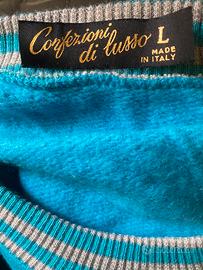 Confezioni
di lusso L
MADE
IN ITALY